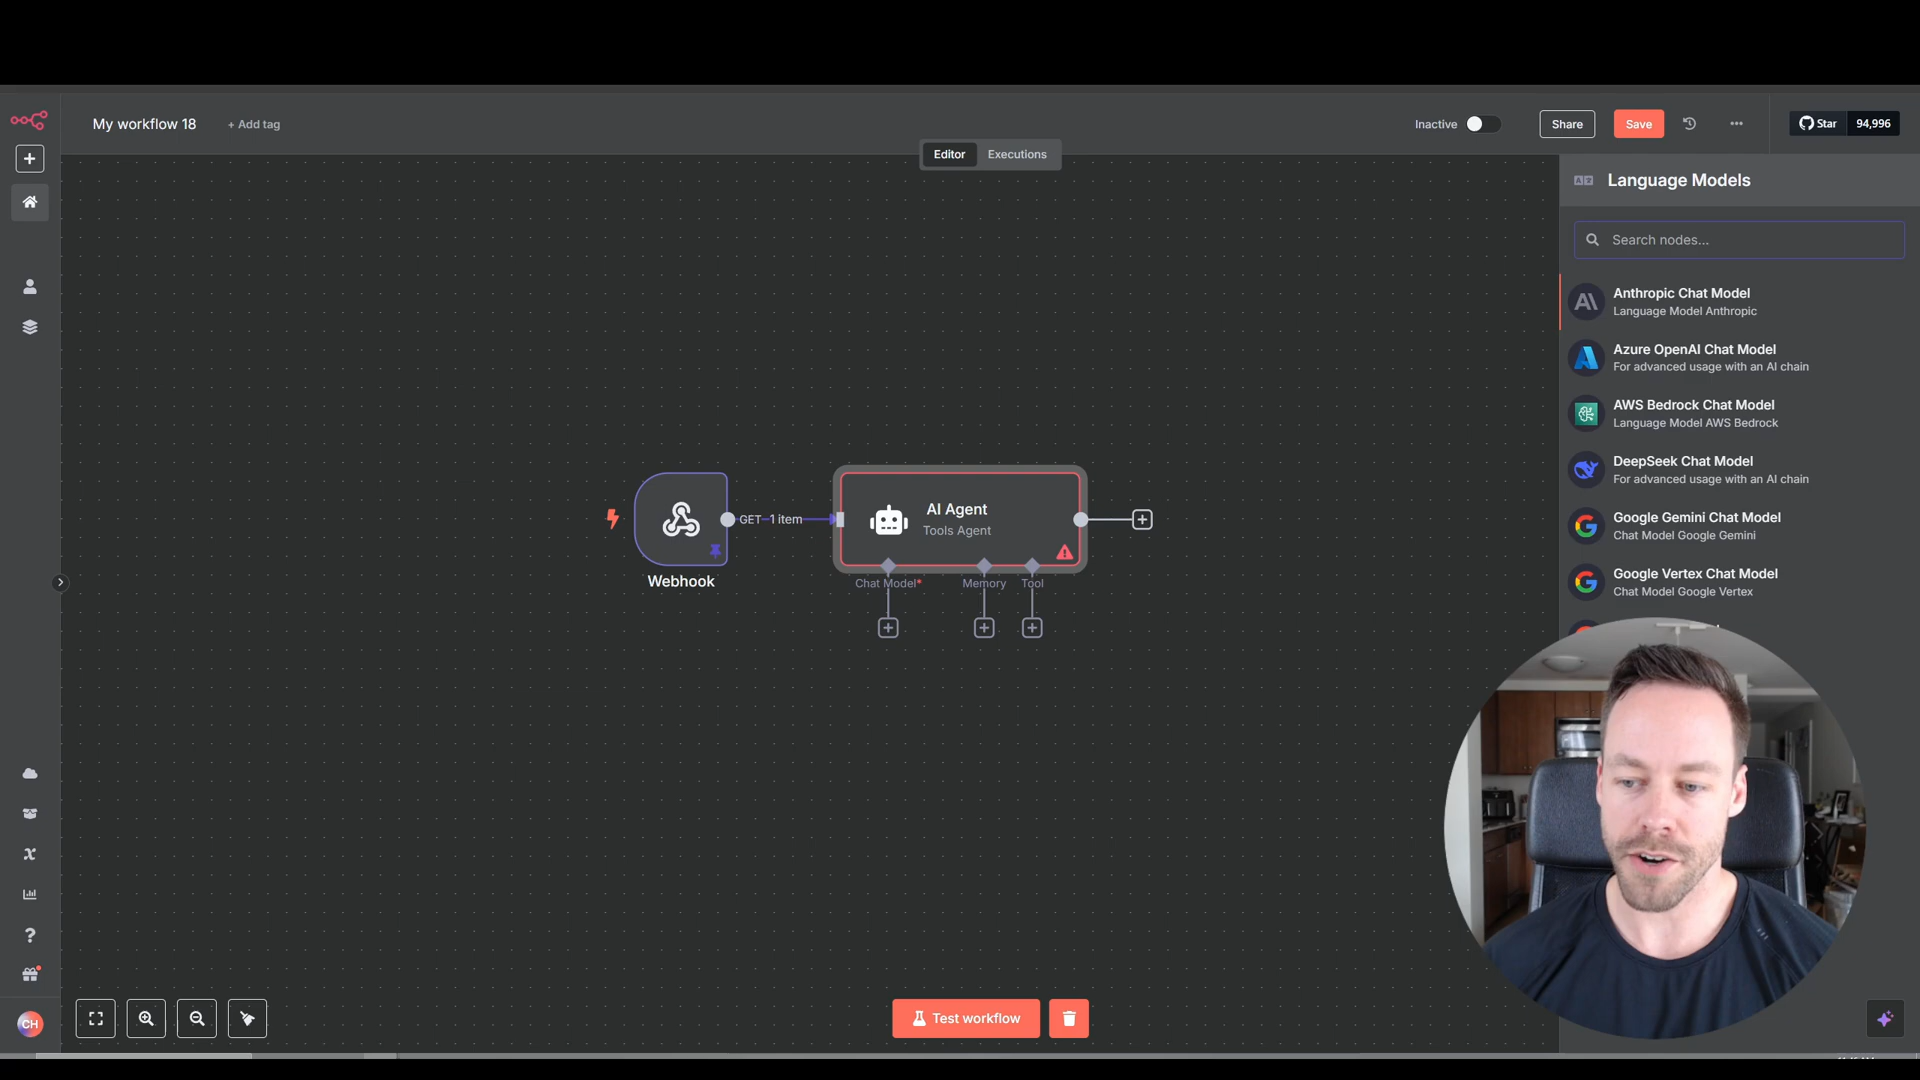 My workflow 18
+ Add tag
Inactive
Share
Save
Star
94,996
Editor
Executions
Language Models
Search nodes...
Anthropic Chat Model
Language Model Anthropic
Azure OpenAI Chat Model
For advanced usage with an AI chain
AWS Bedrock Chat Model
Language Model AWS Bedrock
DeepSeek Chat Model
For advanced usage with an AI chain
Google Gemini Chat Model
Chat Model Google Gemini
Google Vertex Chat Model
Chat Model Google Vertex
GET
1 item
AI Agent
Tools Agent
Webhook
Chat Model*
Memory
Tool
CH
Test workflow